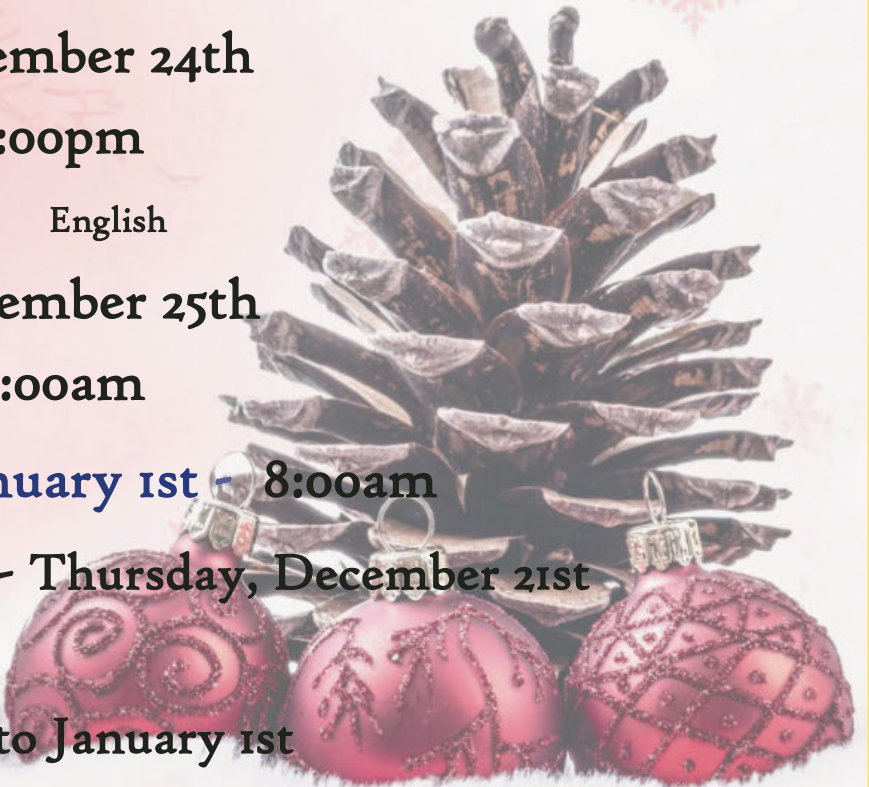 ember 24th
:00pm
English
ember 25th
:00am
nuary 1st - 8:00am
- Thursday, December 21st
to January 1st